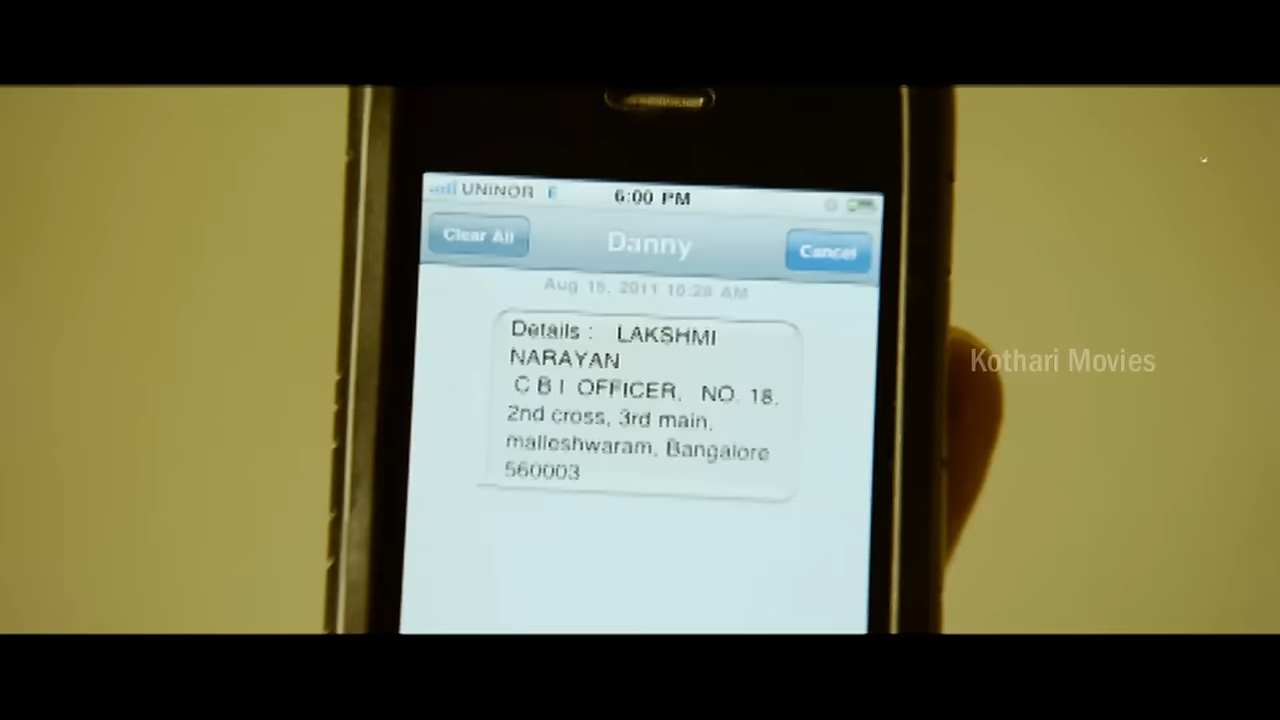 UNINOR E 6:00 PM
Clear All Danny Cancel
Aug 2011 10:28 AM
Details : LAKSHMI
NARAYAN
C B I OFFICER, NO. 18,
2nd cross, 3rd main,
malleshwaram, Bangalore
560003
Kothari Movies